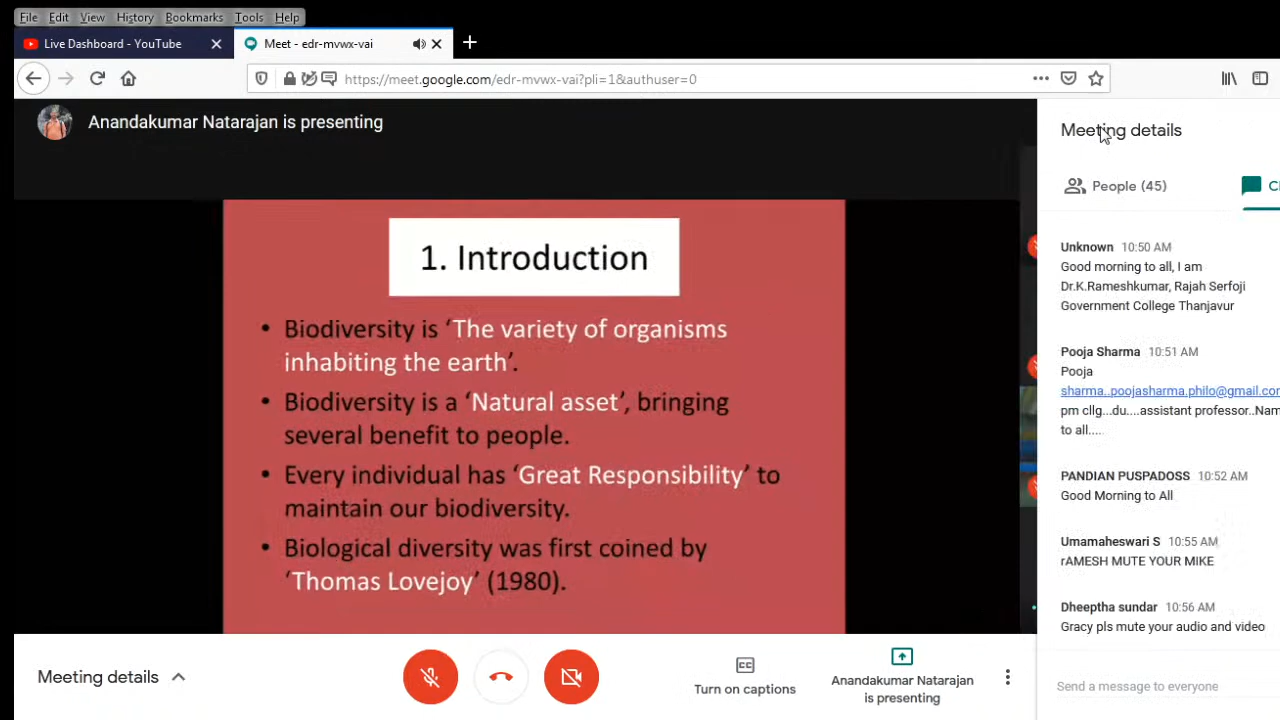 File Edit View History Bookmarks Tools Help
Live Dashboard - YouTube
Meet - edr-mvwx-vai
https://meet.google.com/edr-mvwx-vai?pli=1&authuser=0
Anandakumar Natarajan is presenting
1. Introduction
• Biodiversity is ‘The variety of organisms
inhabiting the earth’.
• Biodiversity is a ‘Natural asset’, bringing
several benefit to people.
• Every individual has ‘Great Responsibility’ to
maintain our biodiversity.
• Biological diversity was first coined by
‘Thomas Lovejoy’ (1980).
Meeting details
People (45)
Unknown 10:50 AM
Good morning to all, I am
Dr.K.Rameshkumar, Rajah Serfoji
Government College Thanjavur
Pooja Sharma 10:51 AM
Pooja
sharma..poojasharma.philo@gmail.co
pm cllg...du....assistant professor..Nam
to all....
PANDIAN PUSPADOSS 10:52 AM
Good Morning to All
Umamaheswari S 10:55 AM
rAMESH MUTE YOUR MIKE
Dheeptha sundar 10:56 AM
Gracy pls mute your audio and video
Send a message to everyone
Meeting details
CC
Turn on captions
Anandakumar Natarajan
is presenting